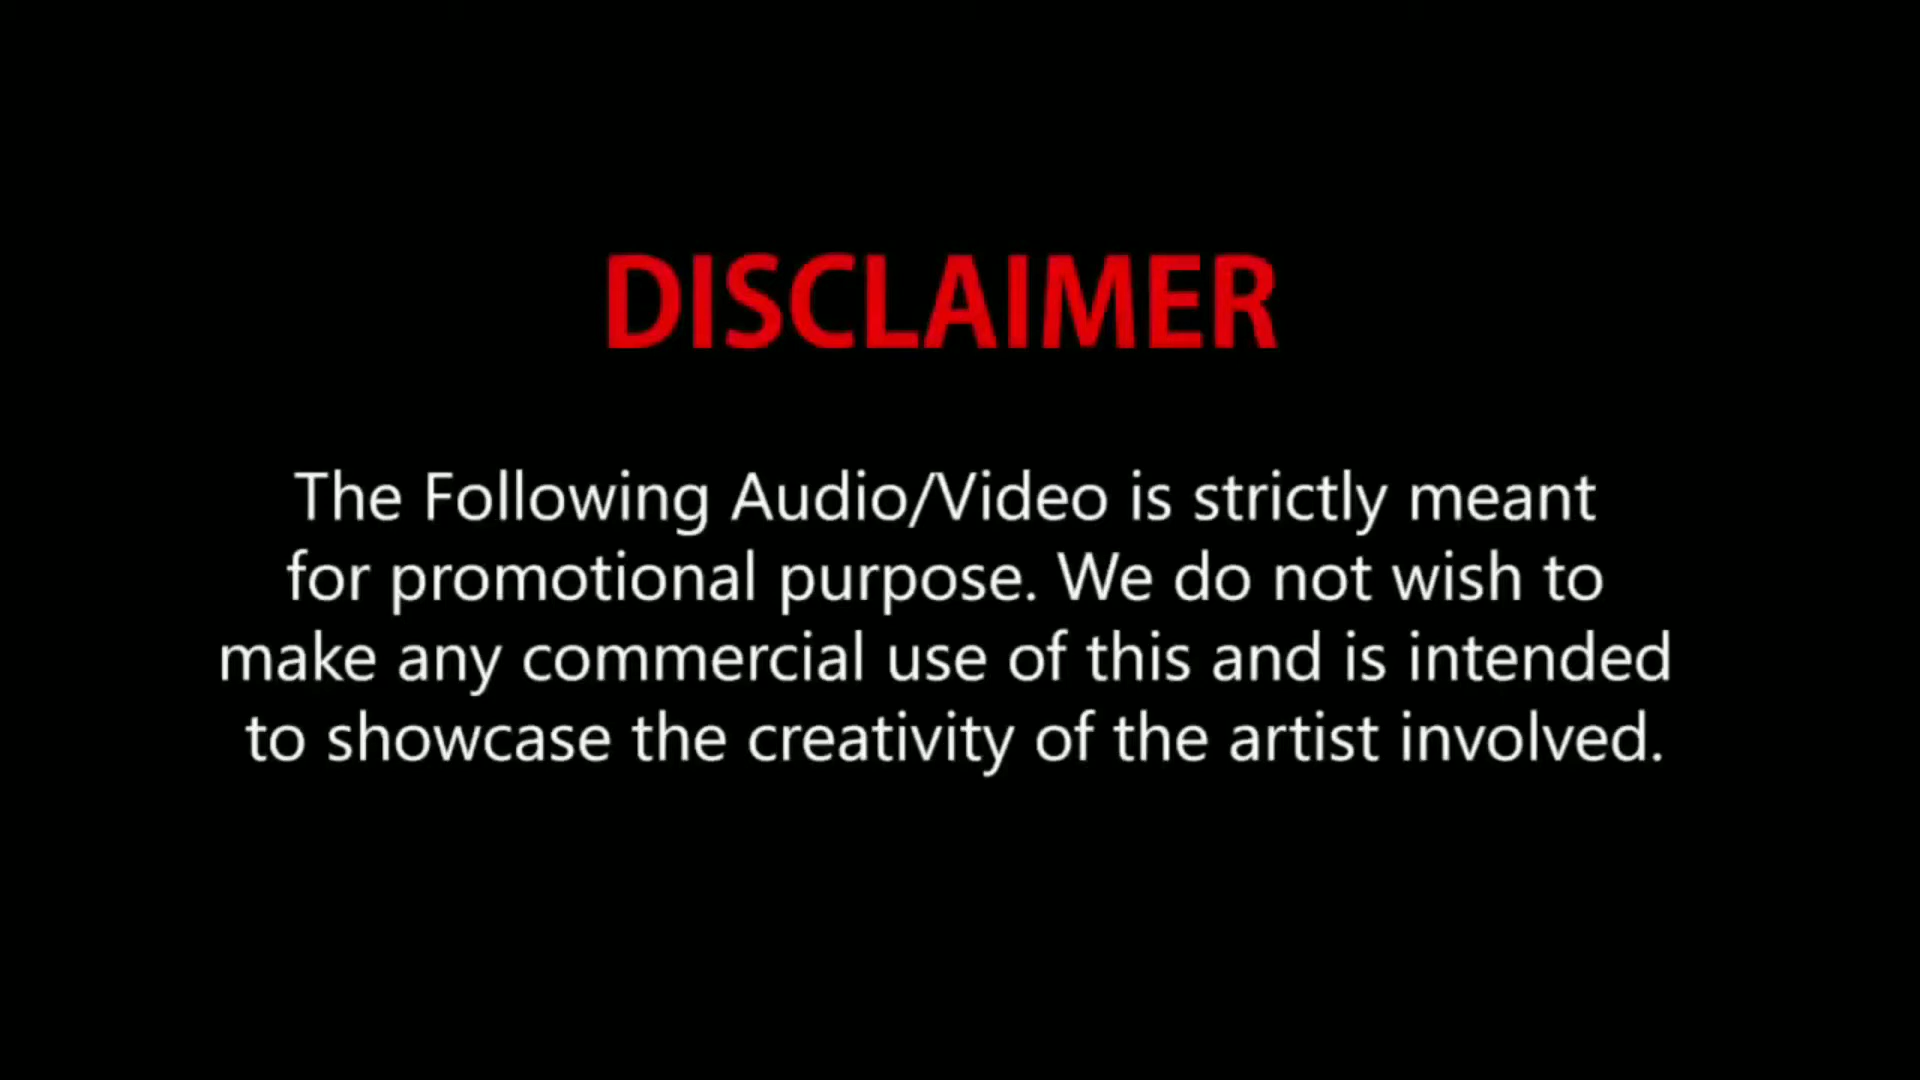 DISCLAIMER
The Following Audio/Video is strictly meant
for promotional purpose. We do not wish to
make any commercial use of this and is intended
to showcase the creativity of the artist involved.